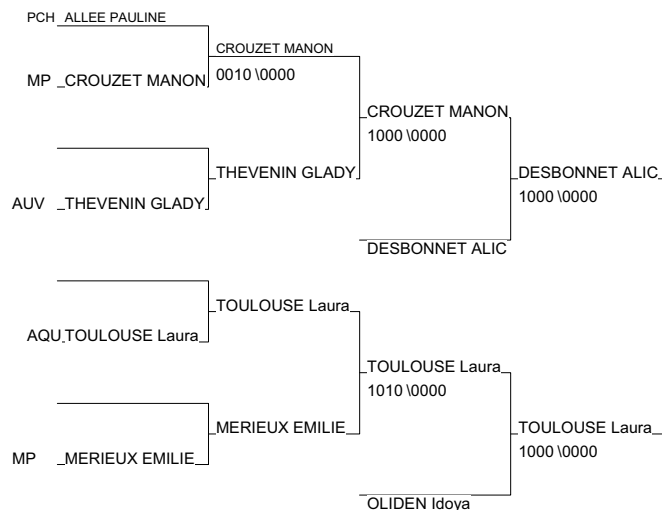 PCH ALLEE PAULINE
CROUZET MANON
MP CROUZET MANON 0010 \0000
CROUZET MANON
1000 \0000
THEVENIN GLADY DESBONNET ALIC
AUV THEVENIN GLADY 1000 \0000
DESBONNET ALIC
TOULOUSE Laura
AQU TOULOUSE Laura
TOULOUSE Laura
1010 \0000
MERIEUX EMILIE TOULOUSE Laura
MP MERIEUX EMILIE 1000 \0000
OLIDEN Idoya